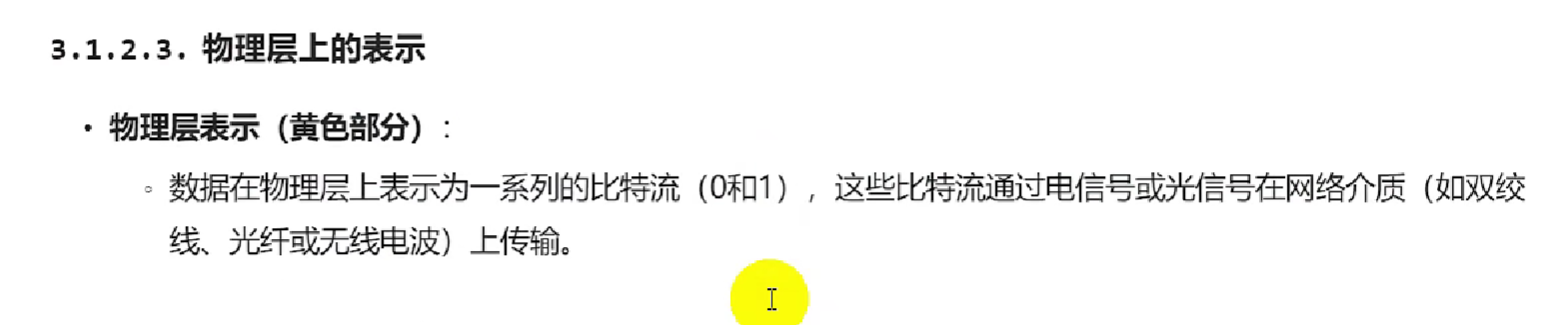 3.1.2.3. 物理层上的表示
• 物理层表示（黄色部分）：
◦ 数据在物理层上表示为一系列的比特流（0和1），这些比特流通过电信号或光信号在网络介质（如双绞
线、光纤或无线电波）上传输。